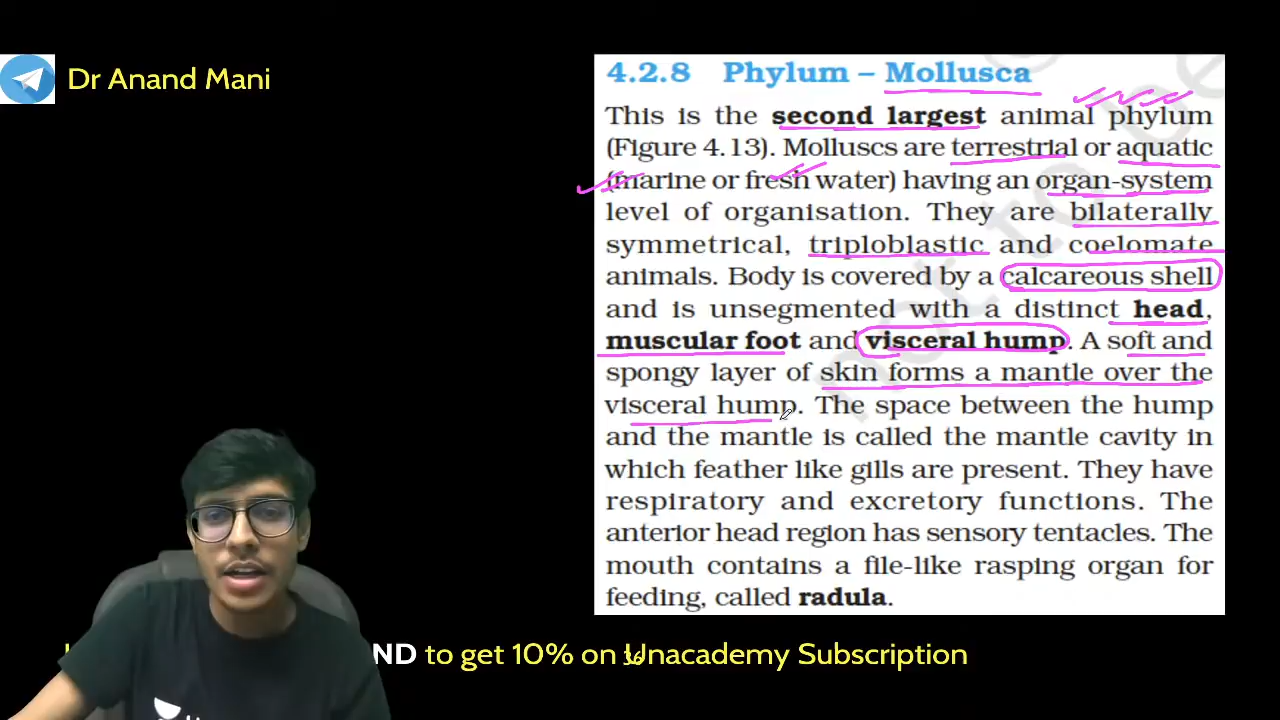 Dr Anand Mani
4.2.8 Phylum – Mollusca
This is the second largest animal phylum
(Figure 4.13). Molluscs are terrestrial or aquatic
(marine or fresh water) having an organ-system
level of organisation. They are bilaterally
symmetrical, triploblastic and coelomate
animals. Body is covered by a calcareous shell
and is unsegmented with a distinct head,
muscular foot and visceral hump. A soft and
spongy layer of skin forms a mantle over the
visceral hump. The space between the hump
and the mantle is called the mantle cavity in
which feather like gills are present. They have
respiratory and excretory functions. The
anterior head region has sensory tentacles. The
mouth contains a file-like rasping organ for
feeding, called radula.
ND to get 10% on Unacademy Subscription
36
not to be